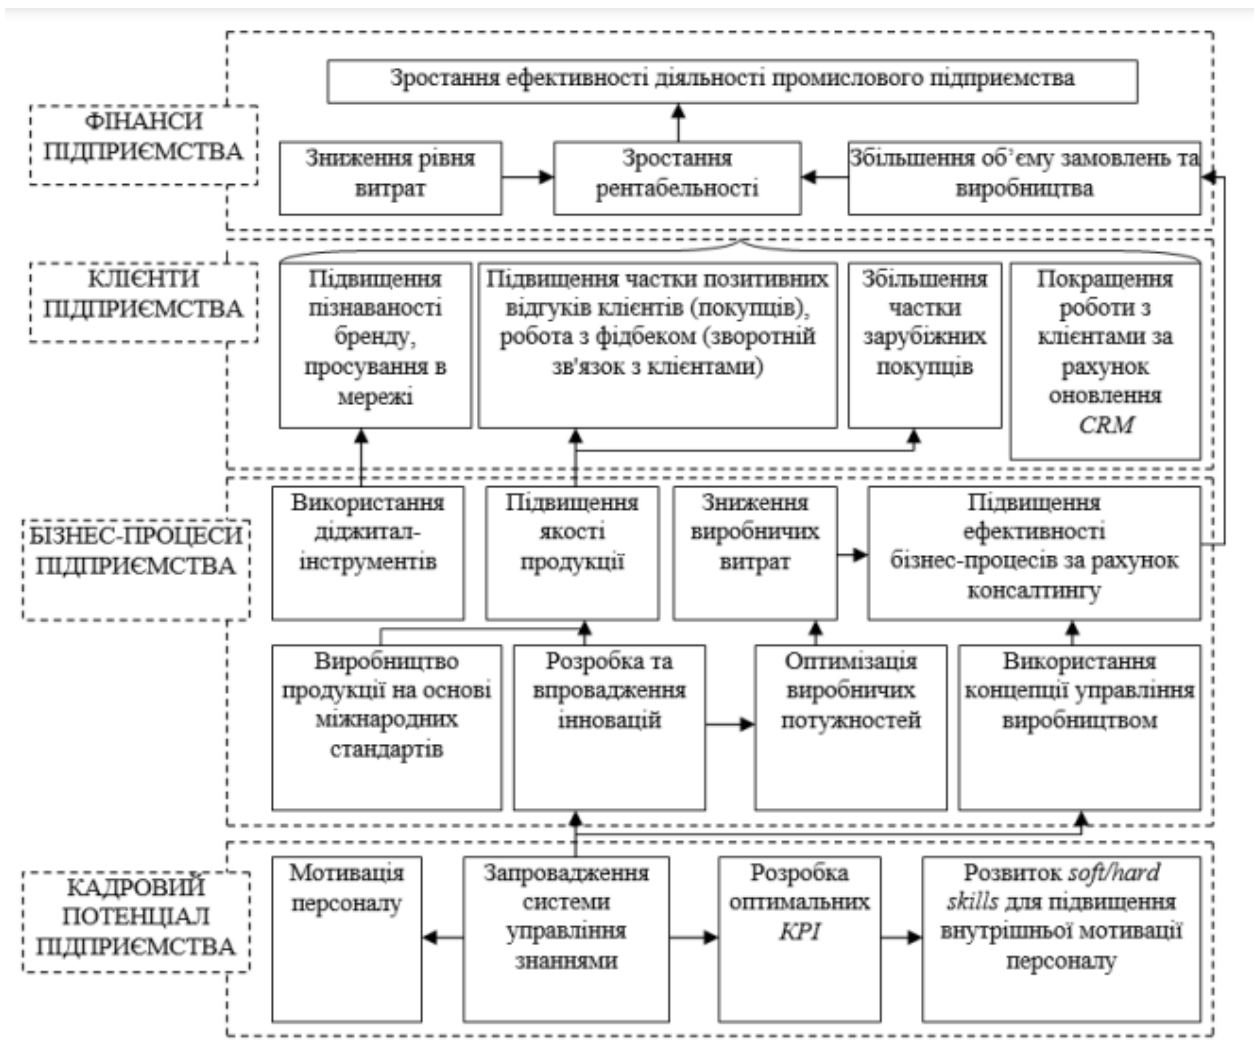 Зростання ефективності діяльності промислового підприємства
ФІНАНСИ
ПІДПРИЄМСТВА
Зниження рівня
витрат
Зростання
рентабельності
Збільшення об’єму замовлень та
виробництва
КЛІЄНТИ
ПІДПРИЄМСТВА
Підвищення
пізнаваності
бренду,
просування в
мережі
Підвищення частки позитивних
відгуків клієнтів (покупців),
робота з фідбеком (зворотній
зв'язок з клієнтами)
Збільшення
частки
зарубіжних
покупців
Покращення
роботи з
клієнтами за
рахунок
оновлення
CRM
БІЗНЕС-ПРОЦЕСИ
ПІДПРИЄМСТВА
Використання
діджитал-
інструментів
Підвищення
якості
продукції
Зниження
виробничих
витрат
Підвищення
ефективності
бізнес-процесів за рахунок
консалтингу
Виробництво
продукції на основі
міжнародних
стандартів
Розробка та
впровадження
інновацій
Оптимізація
виробничих
потужностей
Використання
концепції управління
виробництвом
КАДРОВИЙ
ПОТЕНЦІАЛ
ПІДПРИЄМСТВА
Мотивація
персоналу
Запровадження
системи
управління
знаннями
Розробка
оптимальних
KPI
Розвиток soft/hard
skills для підвищення
внутрішньої мотивації
персоналу